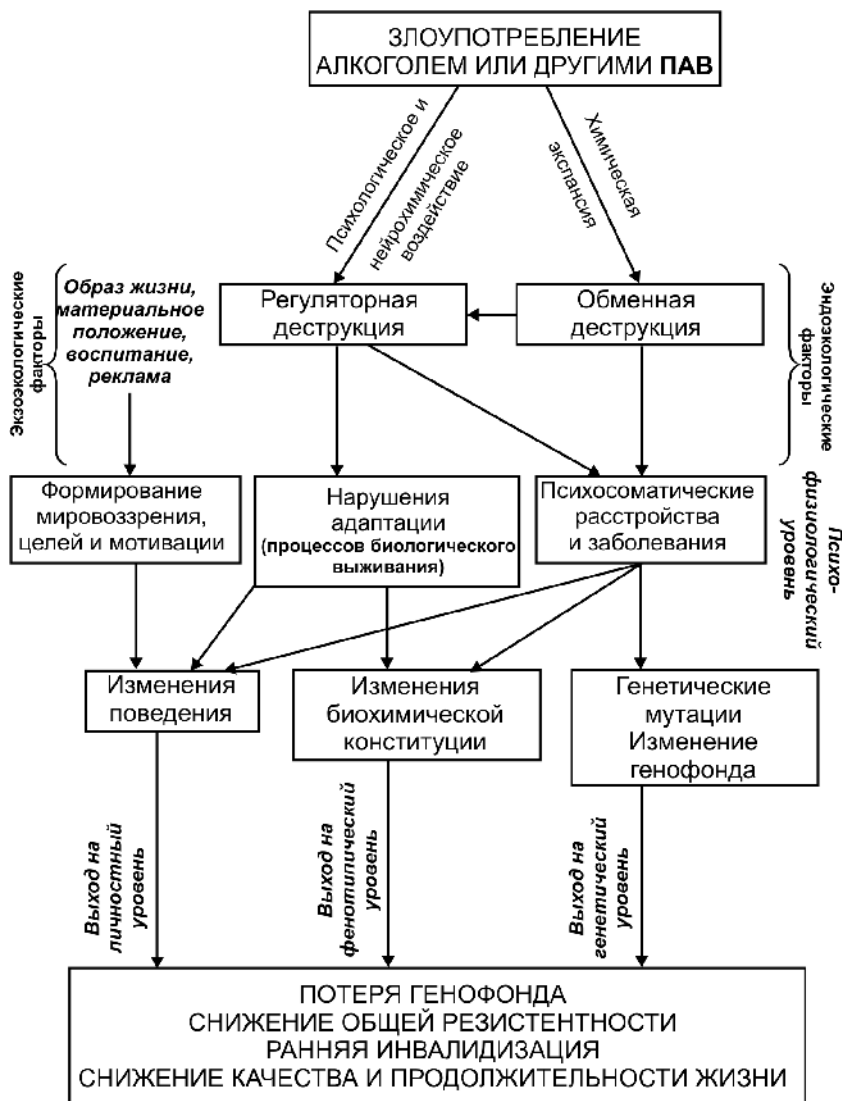 ЗЛОУПОТРЕБЛЕНИЕ
АЛКОГОЛЕМ ИЛИ ДРУГИМИ ПАВ
Психологическое и
нейрохимическое
воздействие
Химическая
экспансия
Экзоэкологические
факторы
Образ жизни,
материальное
положение,
воспитание,
реклама
Регуляторная
деструкция
Обменная
деструкция
Эндоэкологические
факторы
Формирование
мировоззрения,
целей и мотивации
Нарушения
адаптации
(процессов биологического
выживания)
Психосоматические
расстройства
и заболевания
Психо-
физиологический
уровень
Изменения
поведения
Изменения
биохимической
конституции
Генетические
мутации
Изменение
генофонда
Выход на
личностный
уровень
Выход на
фенотипический
уровень
Выход на
генетический
уровень
ПОТЕРЯ ГЕНОФОНДА
СНИЖЕНИЕ ОБЩЕЙ РЕЗИСТЕНТНОСТИ
РАННЯЯ ИНВАЛИДИЗАЦИЯ
СНИЖЕНИЕ КАЧЕСТВА И ПРОДОЛЖИТЕЛЬНОСТИ ЖИЗНИ